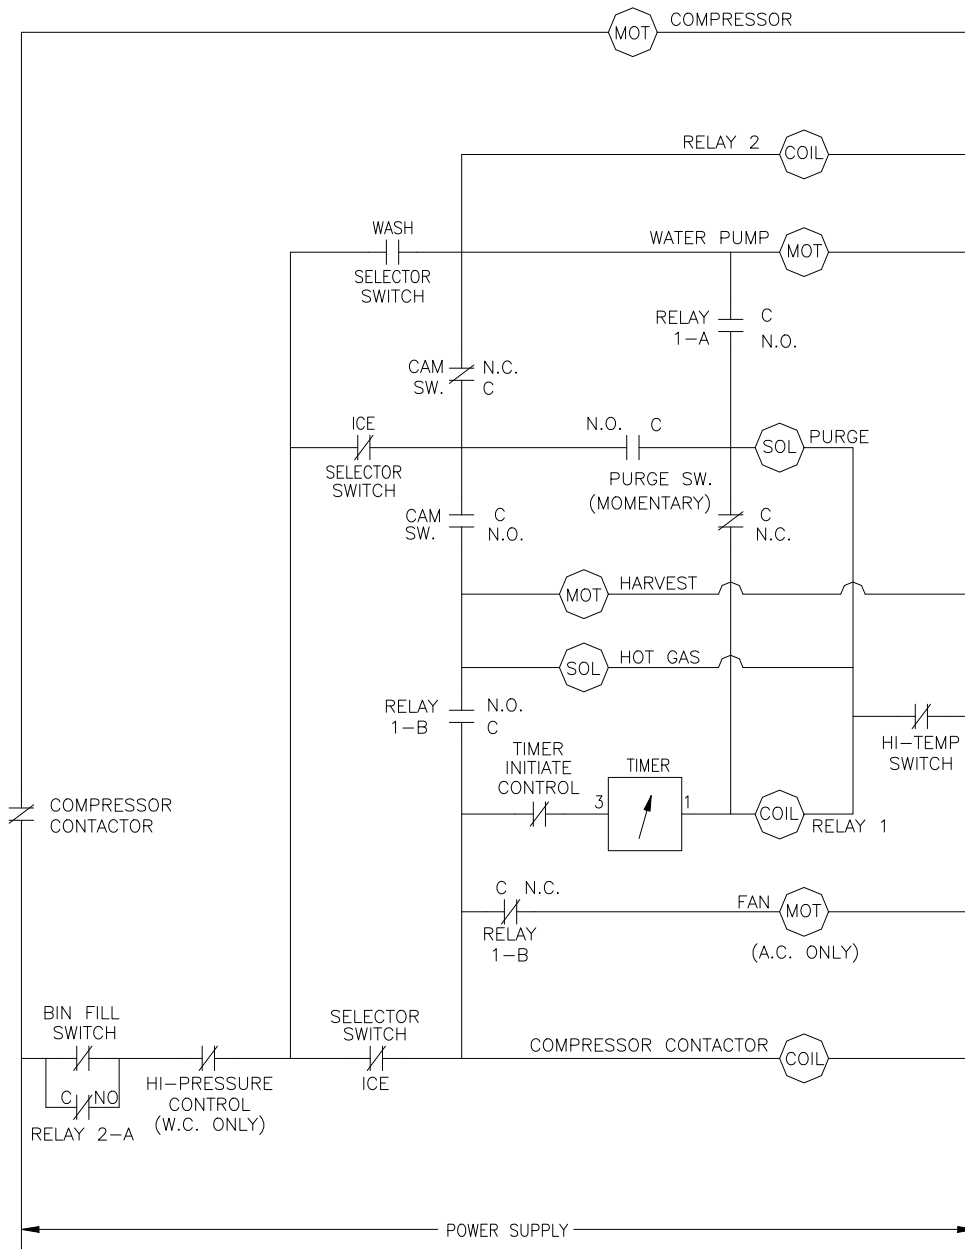 MOT
COMPRESSOR
RELAY 2
COIL
WASH
SELECTOR
SWITCH
WATER PUMP
MOT
RELAY
1-A
C
N.O.
CAM
SW.
N.C.
C
ICE
SELECTOR
SWITCH
N.O.
C
PURGE SW.
(MOMENTARY)
SOL
PURGE
CAM
SW.
C
N.O.
C
N.C.
MOT
HARVEST
SOL
HOT GAS
RELAY
1-B
N.O.
C
HI-TEMP
SWITCH
TIMER
INITIATE
CONTROL
TIMER
3
1
COIL
RELAY 1
COMPRESSOR
CONTACTOR
C
N.C.
RELAY
1-B
FAN
MOT
(A.C. ONLY)
BIN FILL
SWITCH
C
NO
RELAY 2-A
HI-PRESSURE
CONTROL
(W.C. ONLY)
SELECTOR
SWITCH
ICE
COMPRESSOR CONTACTOR
COIL
POWER SUPPLY